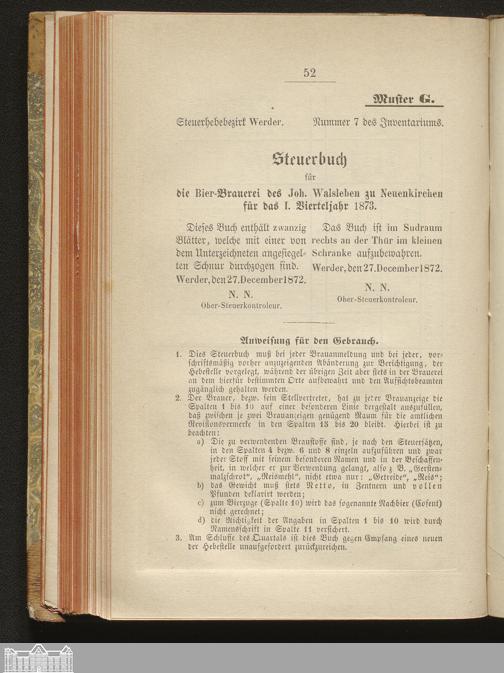 52
Muster G.
Steuerhebebezirk Werder. Nummer 7 des Inventariums.
Steuerbuch
für
die Bier-Brauerei des Joh. Walsleben zu Neuenkirchen
für das I. Vierteljahr 1873.
Dieses Buch enthält zwanzig
Blätter, welche mit einer von
dem Unterzeichneten angesiegel-
ten Schnur durchzogen sind.
Werder, den 27. December 1872.
N. N.
Ober-Steuerkontroleur.
Das Buch ist im Sudraum
rechts an der Thür im kleinen
Schranke aufzubewahren.
Werder, den 27. December 1872.
N. N.
Ober-Steuerkontroleur.
Anweisung für den Gebrauch.
1. Dies Steuerbuch muß bei jeder Brauanmeldung und bei jeder, vor-
schriftsmäßig vorher anzuzeigenden Abänderung zur Berichtigung, der
Hebestelle vorgelegt, während der übrigen Zeit aber stets in der Brauerei
an dem hierfür bestimmten Orte aufbewahrt und den Aufsichtsbeamten
zugänglich gehalten werden.
2. Der Brauer, bezw. sein Stellvertreter, hat zu jeder Brauanzeige die
Spalten 1 bis 10 auf einer besonderen Linie dergestalt auszufüllen,
daß zwischen je zwei Brauanzeigen genügend Raum für die amtlichen
Revisionsvermerke in den Spalten 15 bis 20 bleibt. Hierbei ist zu
beachten:
a) Die zu verwendenden Braustoffe sind, je nach den Steuersätzen,
in den Spalten 4 bezw. 6 und 8 einzeln aufzuführen und zwar
jeder Stoff mit seinem besonderen Namen und in der Beschaffen-
heit, in welcher er zur Verwendung gelangt, also z. B. „Gersten-
malzschrot", „Reismehl", nicht etwa nur: „Getreide", „Reis";
b) das Gewicht muß stets Netto, in Zentnern und vollen
Pfunden deklarirt werden;
c) zum Bierzuge (Spalte 10) wird das sogenannte Nachbier (Cofent)
nicht gerechnet;
d) die Richtigkeit der Angaben in Spalten 1 bis 10 wird durch
Namensschrift in Spalte 11 versichert.
3. Am Schlusse des Quartals ist dies Buch gegen Empfang eines neuen
der Hebestelle unaufgefordert zurückzureichen.